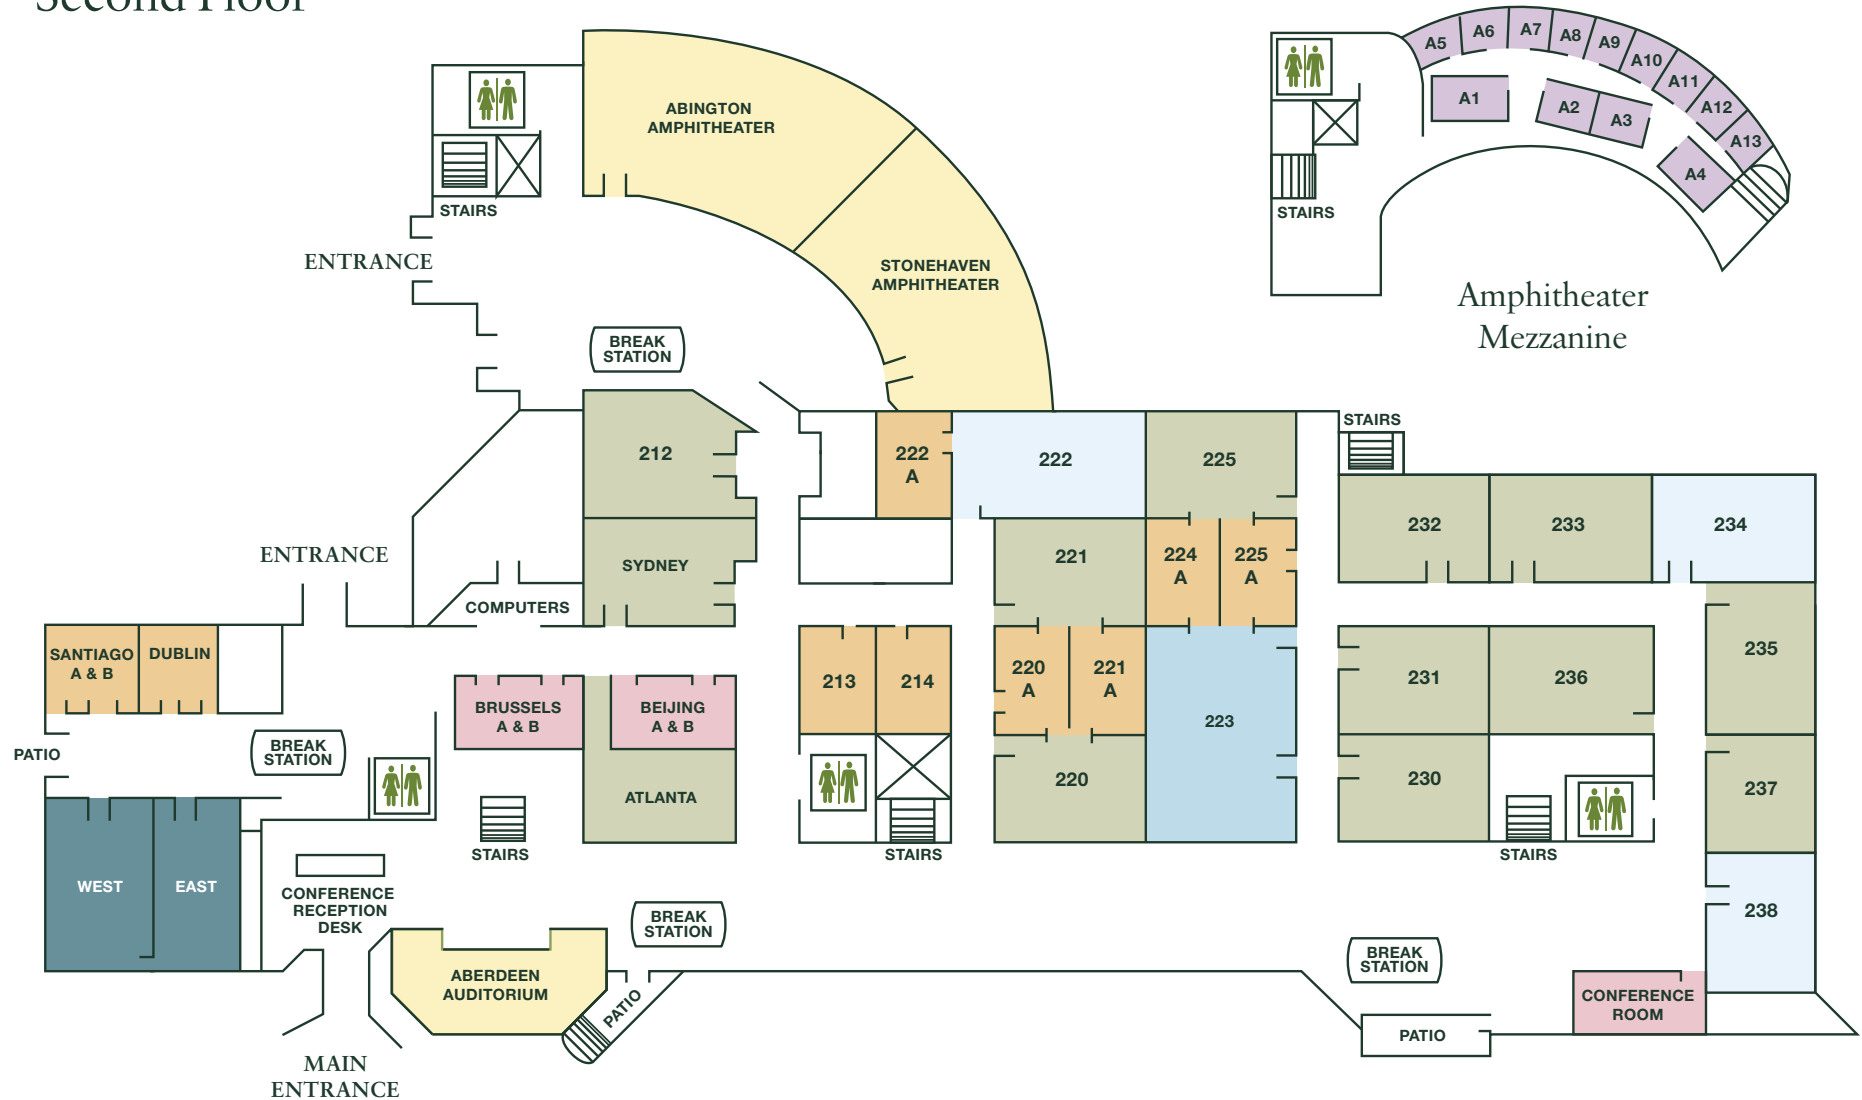 Second Floor
ABINGTON
AMPHITHEATER
STAIRS
ENTRANCE
STONEHAVEN
AMPHITHEATER
BREAK
STATION
A1
A2
A3
A4
A5
A6
A7
A8
A9
A10
A11
A12
A13
STAIRS
Amphitheater
Mezzanine
212
222
A
222
225
STAIRS
232
233
234
ENTRANCE
SYDNEY
COMPUTERS
221
224
A
225
A
SANTIAGO
A & B
DUBLIN
BRUSSELS
A & B
BEIJING
A & B
213
214
220
A
221
A
223
231
236
235
PATIO
BREAK
STATION
ATLANTA
220
230
237
STAIRS
STAIRS
STAIRS
WEST
EAST
CONFERENCE
RECEPTION
DESK
BREAK
STATION
238
ABERDEEN
AUDITORIUM
PATIO
BREAK
STATION
CONFERENCE
ROOM
PATIO
MAIN
ENTRANCE